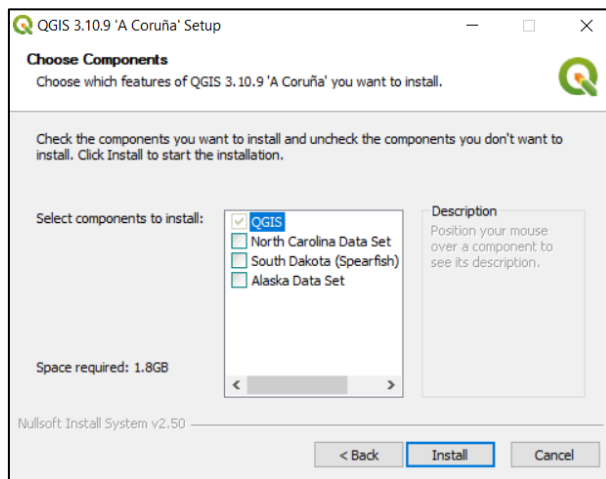 QGIS 3.10.9 'A Coruña' Setup
Choose Components
Choose which features of QGIS 3.10.9 'A Coruña' you want to install.
Check the components you want to install and uncheck the components you don't want to
install. Click Install to start the installation.
Select components to install:
QGIS
North Carolina Data Set
South Dakota (Spearfish)
Alaska Data Set
Description
Position your mouse
over a component to
see its description.
Space required: 1.8GB
Nullsoft Install System v2.50
< Back
Install
Cancel